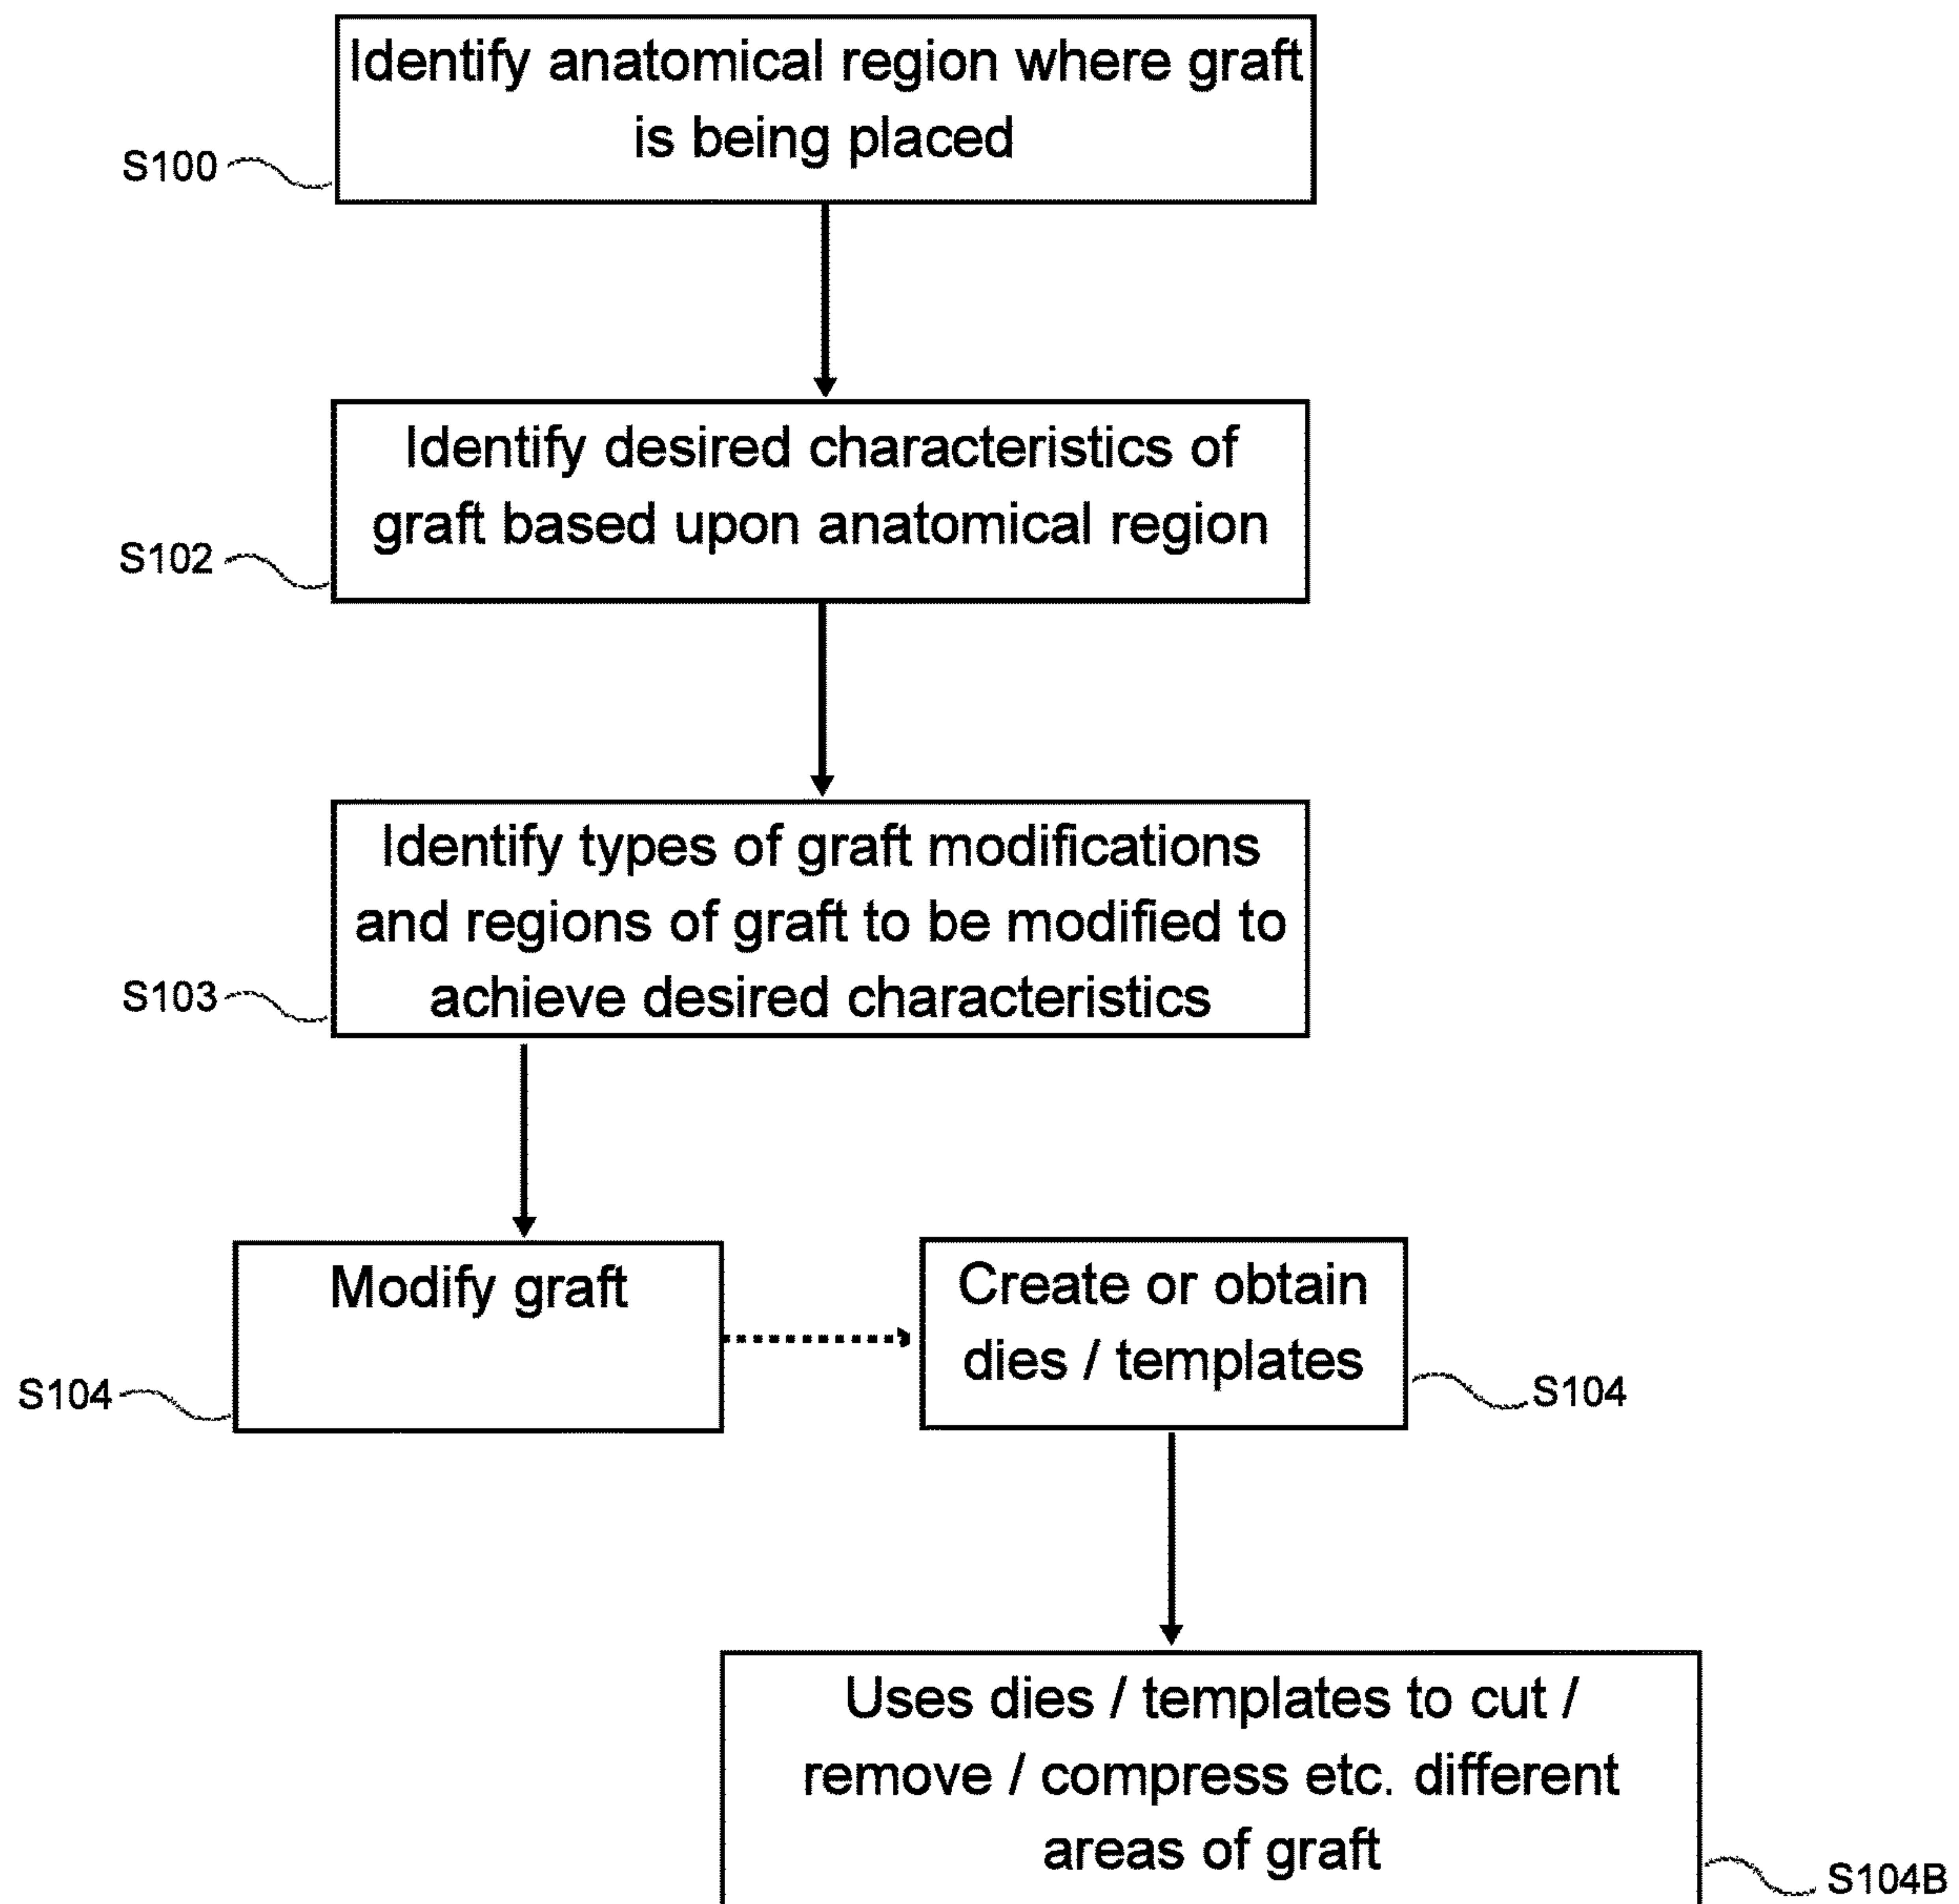 Identify anatomical region where graft
is being placed
S100
Identify desired characteristics of
graft based upon anatomical region
S102
Identify types of graft modifications
and regions of graft to be modified to
achieve desired characteristics
S103
Modify graft
S104
Create or obtain
dies / templates
S104
Uses dies / templates to cut /
remove / compress etc. different
areas of graft
S104B